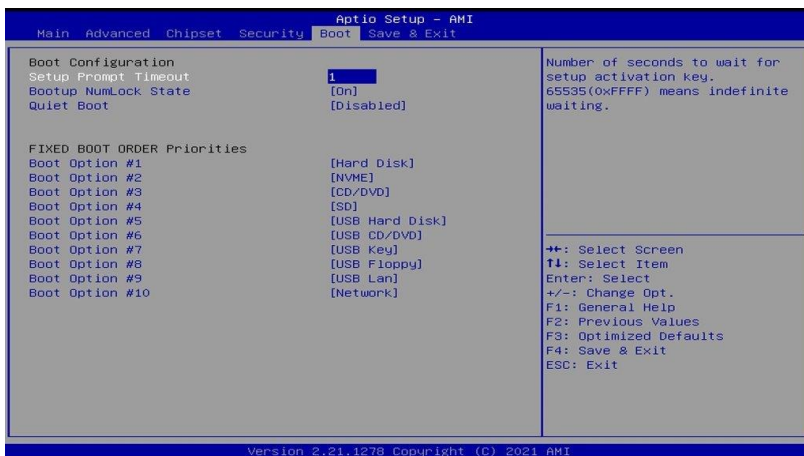 Aptio Setup – AMI
Main Advanced Chipset Security Boot Save & Exit
Boot Configuration
Setup Prompt Timeout 1
Bootup NumLock State [On]
Quiet Boot [Disabled]
FIXED BOOT ORDER Priorities
Boot Option #1 [Hard Disk]
Boot Option #2 [NVME]
Boot Option #3 [CD/DVD]
Boot Option #4 [SD]
Boot Option #5 [USB Hard Disk]
Boot Option #6 [USB CD/DVD]
Boot Option #7 [USB Key]
Boot Option #8 [USB Floppy]
Boot Option #9 [USB Lan]
Boot Option #10 [Network]
Number of seconds to wait for
setup activation key.
65535(0xFFFF) means indefinite
waiting.
→←: Select Screen
↑↓: Select Item
Enter: Select
+/-: Change Opt.
F1: General Help
F2: Previous Values
F3: Optimized Defaults
F4: Save & Exit
ESC: Exit
Version 2.21.1278 Copyright (C) 2021 AMI